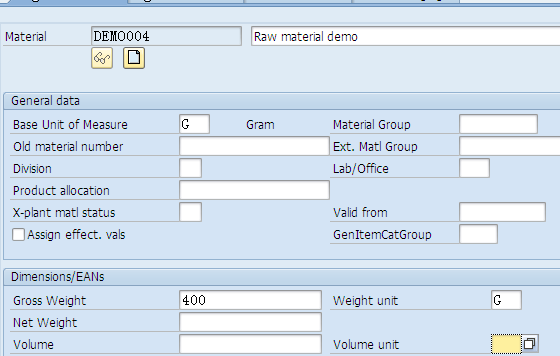 Material DEMO004 Raw material demo
General data
Base Unit of Measure G Gram Material Group
Old material number Ext. Matl Group
Division Lab/Office
Product allocation
X-plant matl status Valid from
Assign effect. vals GenItemCatGroup
Dimensions/EANs
Gross Weight 400 Weight unit G
Net Weight
Volume Volume unit